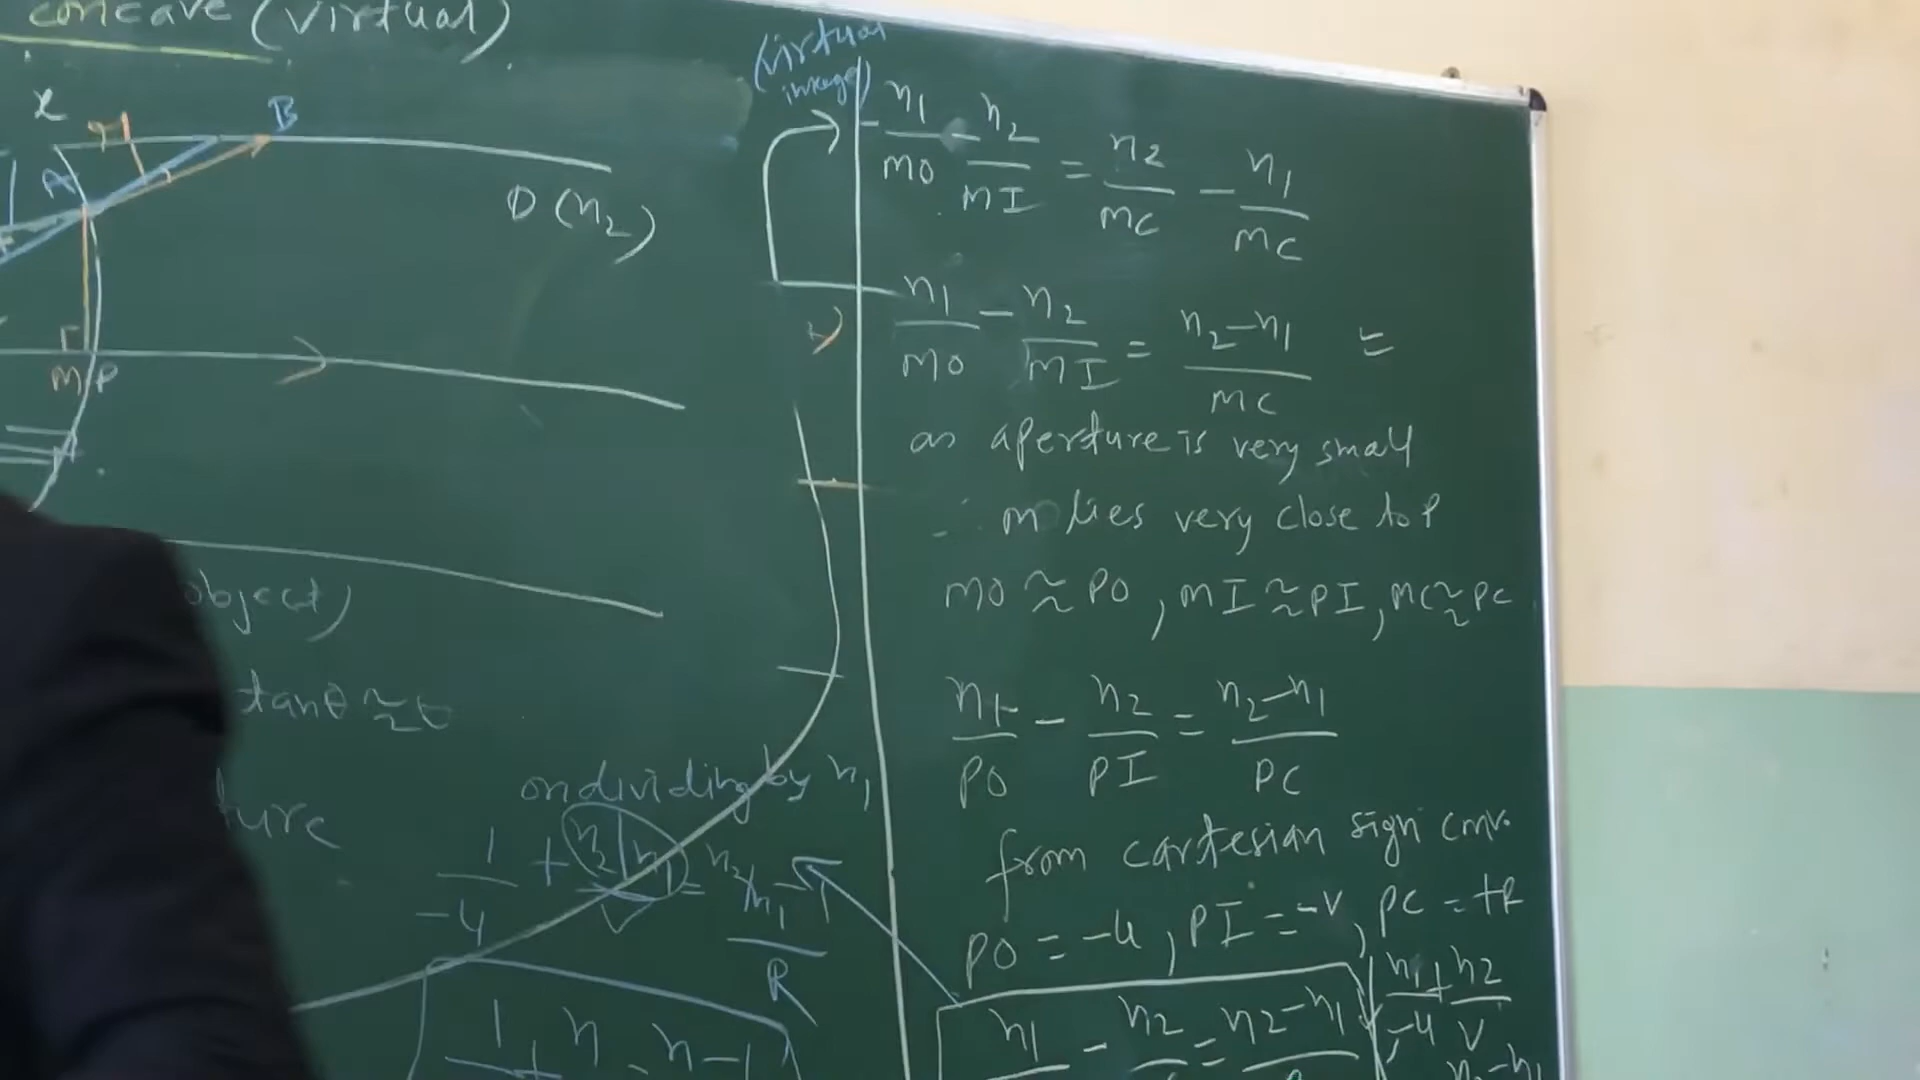 concave (virtual)
(virtual
image)
x
B
A
D (n₂)
M P
object)
tanθ ≈ θ
ture
on dividing by n₁
1/-u + n₂/n₁/v = n₂/n₁ - 1/R
1 + n = n-1
-n₁/MO - n₂/MI = n₂/MC - n₁/MC
n₁/MO - n₂/MI = n₂-n₁/MC =
as aperture is very small
∴ m lies very close to P
MO ≈ PO, MI ≈ PI, MC ≈ PC
n₁/PO - n₂/PI = n₂-n₁/PC
from cartesian sign conv.
PO = -u, PI = -v, PC = +R
n₁ - n₂ = n₂-n₁
n₁/-u + n₂/v
n₂-n₁